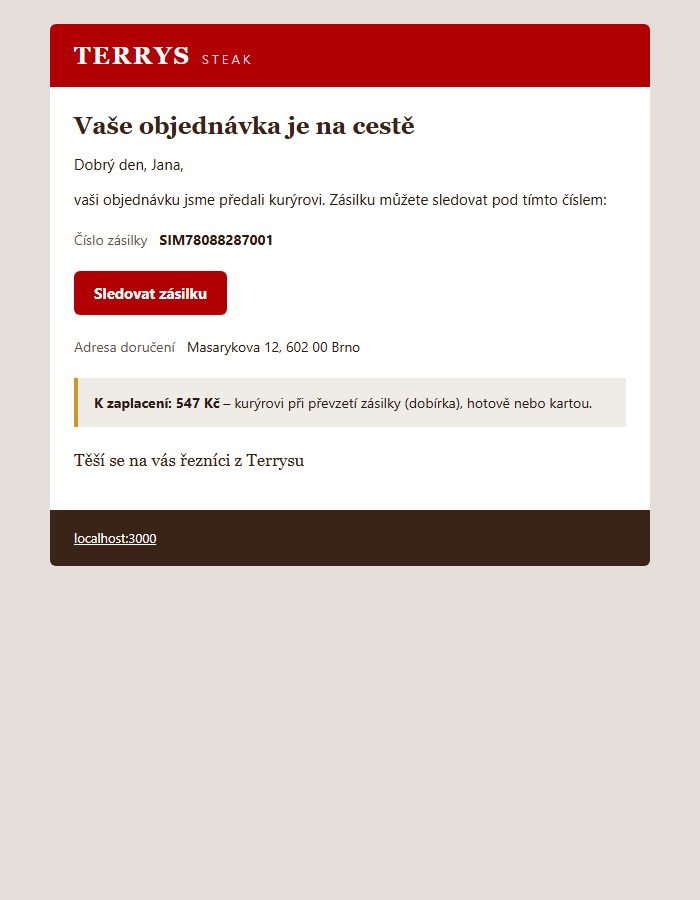 TERRYS STEAK
Vaše objednávka je na cestě
Dobrý den, Jana,
vaši objednávku jsme předali kurýrovi. Zásilku můžete sledovat pod tímto číslem:
Číslo zásilky SIM78088287001
Sledovat zásilku
Adresa doručení Masarykova 12, 602 00 Brno
K zaplacení: 547 Kč – kurýrovi při převzetí zásilky (dobírka), hotově nebo kartou.
Těší se na vás řezníci z Terrysu
localhost:3000